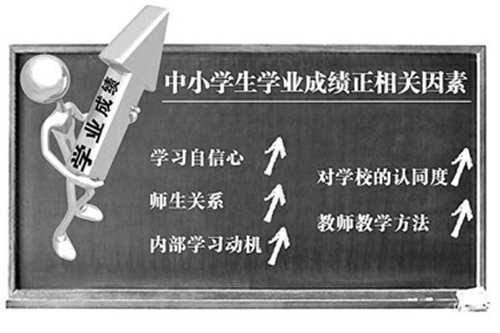 中小学生学业成绩正相关因素
学业成绩
学习自信心
师生关系
内部学习动机
对学校的认同度
教师教学方法